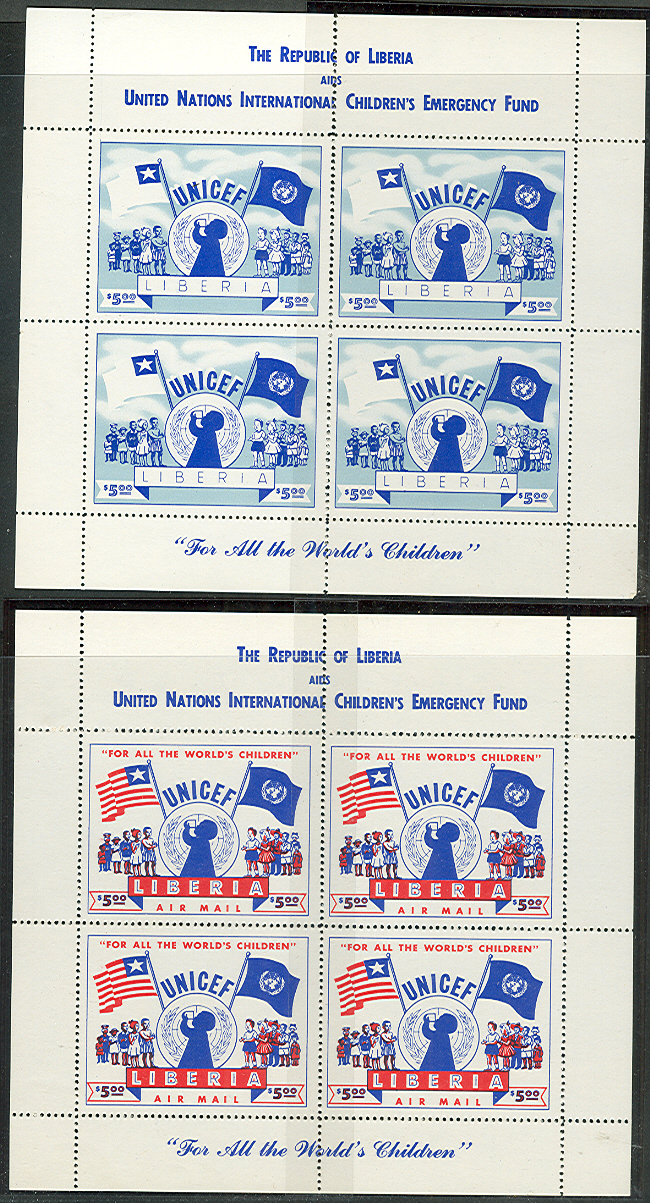 THE REPUBLIC OF LIBERIA
AIDS
UNITED NATIONS INTERNATIONAL CHILDREN'S EMERGENCY FUND
UNICEF UNICEF
LIBERIA LIBERIA
$5.00 $5.00 $5.00 $5.00
UNICEF UNICEF
LIBERIA LIBERIA
$5.00 $5.00 $5.00 $5.00
"For All the World's Children"
THE REPUBLIC OF LIBERIA
AIDS
UNITED NATIONS INTERNATIONAL CHILDREN'S EMERGENCY FUND
"FOR ALL THE WORLD'S CHILDREN" "FOR ALL THE WORLD'S CHILDREN"
UNICEF UNICEF
LIBERIA LIBERIA
$5.00 $5.00 $5.00 $5.00
AIR MAIL AIR MAIL
"FOR ALL THE WORLD'S CHILDREN" "FOR ALL THE WORLD'S CHILDREN"
UNICEF UNICEF
LIBERIA LIBERIA
$5.00 $5.00 $5.00 $5.00
AIR MAIL AIR MAIL
"For All the World's Children"